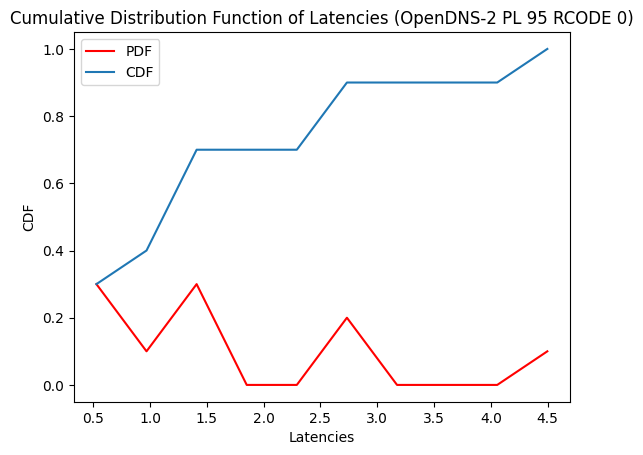 Cumulative Distribution Function of Latencies (OpenDNS-2 PL 95 RCODE 0)
PDF
CDF
1.0
0.8
0.6
0.4
0.2
0.0
CDF
0.5 1.0 1.5 2.0 2.5 3.0 3.5 4.0 4.5
Latencies